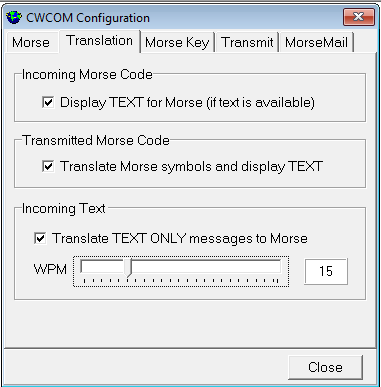 CWCOM Configuration
Morse Translation Morse Key Transmit MorseMail
Incoming Morse Code
Display TEXT for Morse (if text is available)
Transmitted Morse Code
Translate Morse symbols and display TEXT
Incoming Text
Translate TEXT ONLY messages to Morse
WPM 15
Close